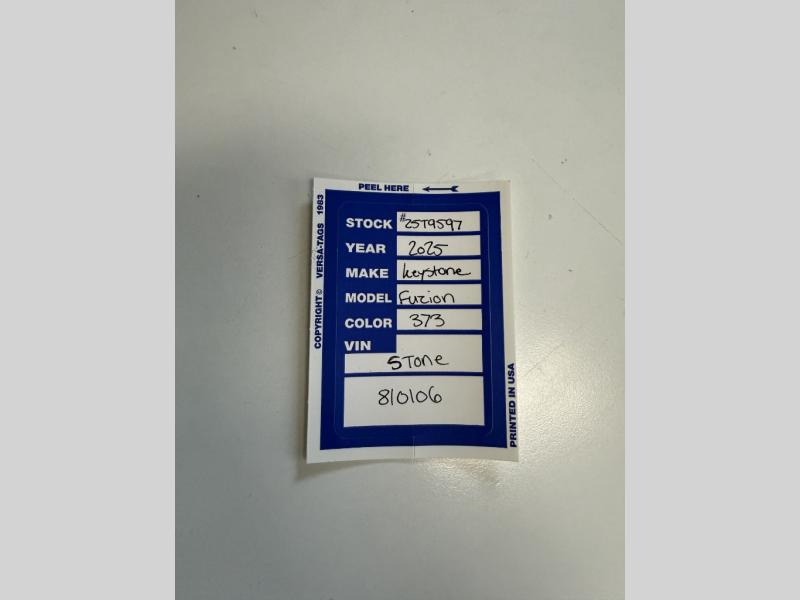 PEEL HERE
COPYRIGHT © VERSA-TAGS 1983
STOCK #25T9597
YEAR 2025
MAKE Keystone
MODEL Fuzion
COLOR 373
VIN
STone
810106
PRINTED IN USA